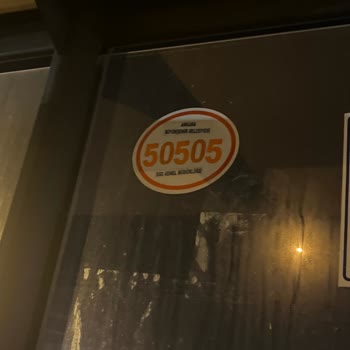 ANKARA
BÜYÜKŞEHİR BELEDİYESİ
50505
EGO GENEL MÜDÜRLÜĞÜ